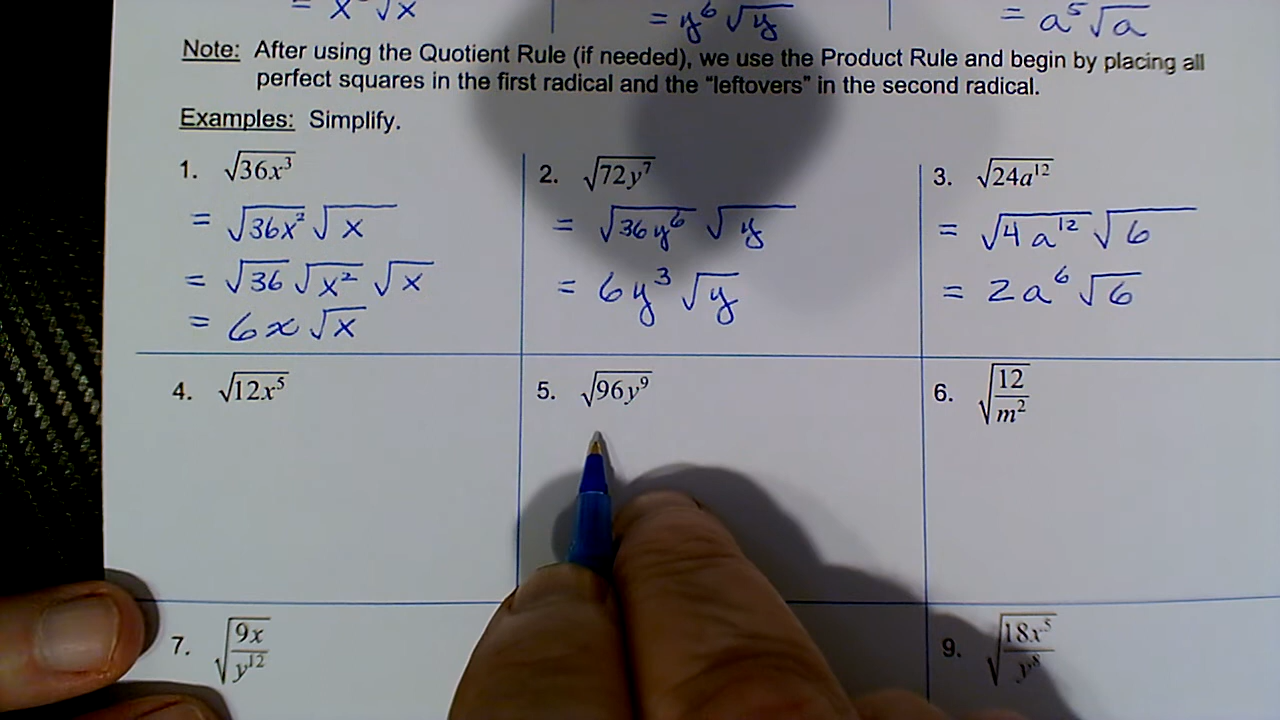 = x √x
= y⁶ √y
= a⁵ √a
Note: After using the Quotient Rule (if needed), we use the Product Rule and begin by placing all
perfect squares in the first radical and the “leftovers” in the second radical.
Examples: Simplify.
1. √36x³
= √36x² √x
= √36 √x² √x
= 6x √x
2. √72y⁷
= √36y⁶ √y
= 6y³ √y
3. √24a¹²
= √4a¹² √6
= 2a⁶ √6
4. √12x⁵
5. √96y⁹
6. √12/m²
7. √9x/y¹²
9. √18x⁵/y⁸